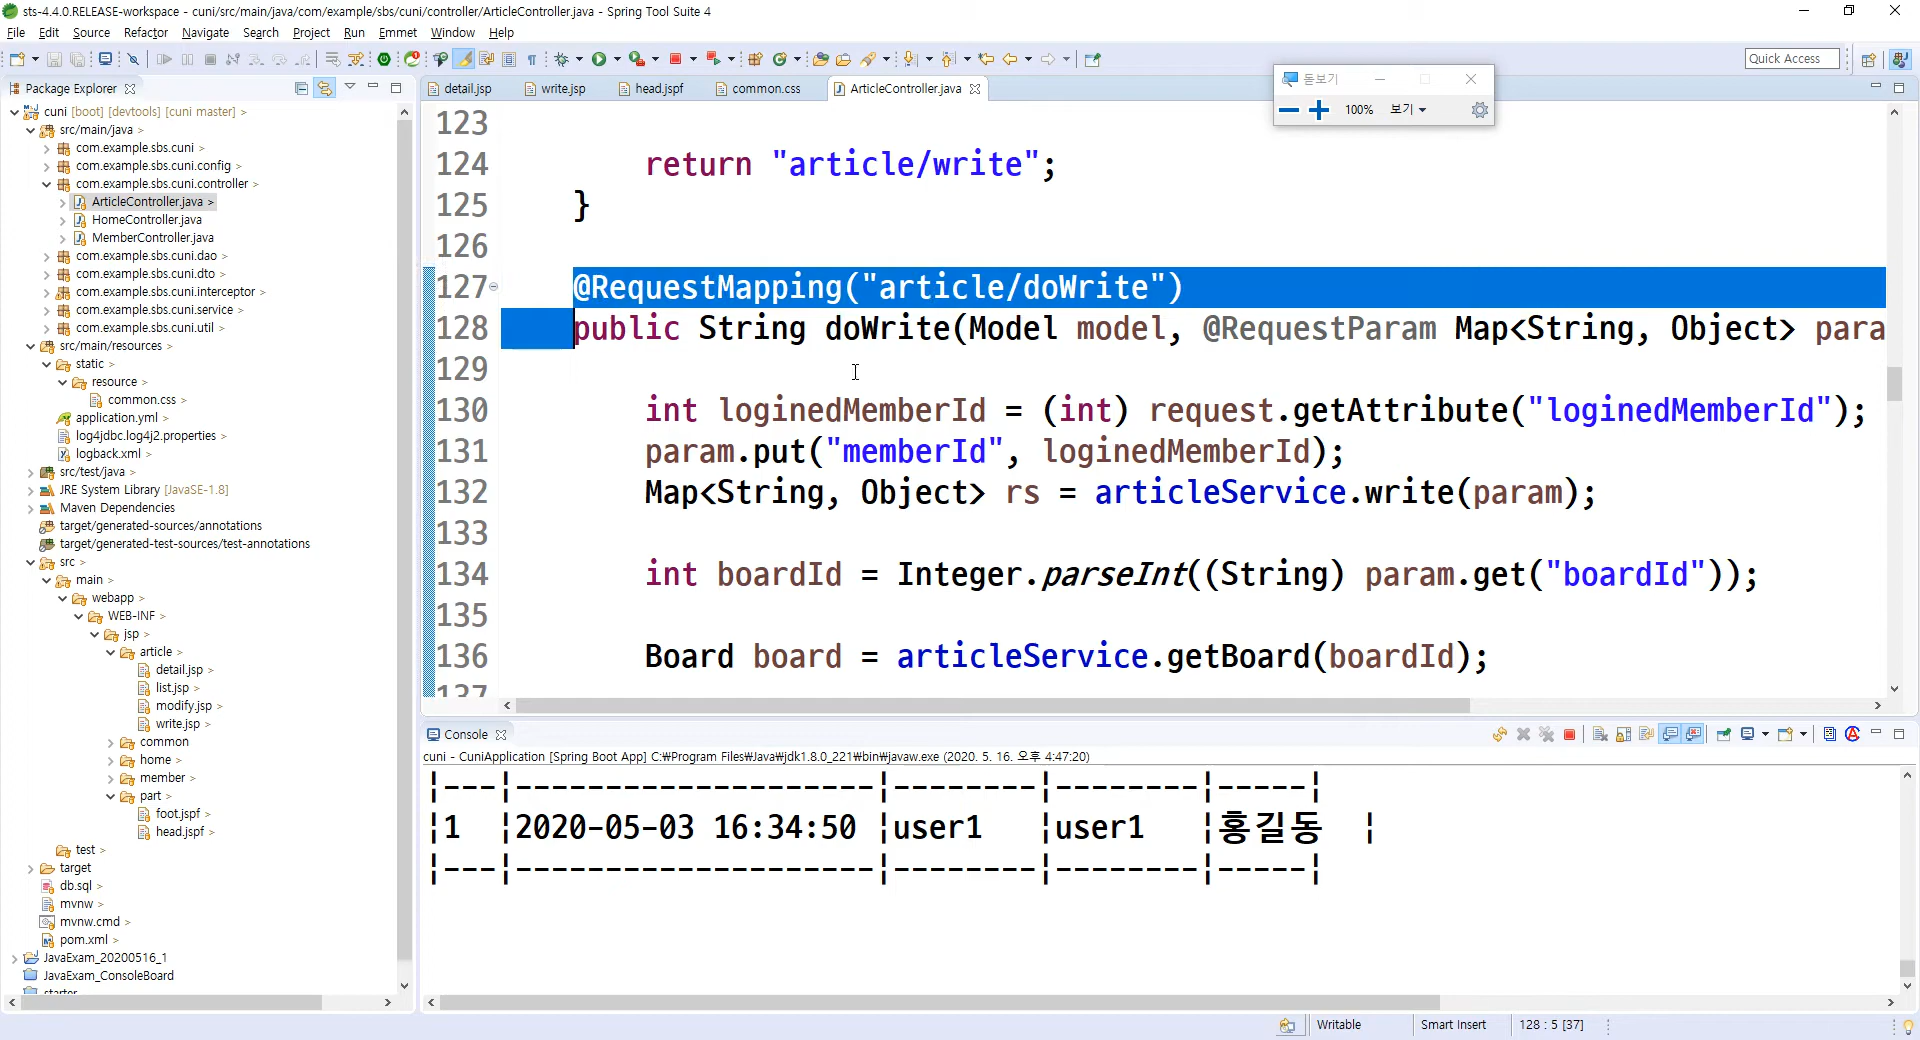 sts-4.4.0.RELEASE-workspace - cuni/src/main/java/com/example/sbs/cuni/controller/ArticleController.java - Spring Tool Suite 4
File Edit Source Refactor Navigate Search Project Run Emmet Window Help
Quick Access
Package Explorer
detail.jsp write.jsp head.jspf common.css ArticleController.java
돋보기
100% 보기
cuni [boot] [devtools] [cuni master] >
src/main/java >
com.example.sbs.cuni >
com.example.sbs.cuni.config >
com.example.sbs.cuni.controller >
ArticleController.java >
HomeController.java
MemberController.java
com.example.sbs.cuni.dao >
com.example.sbs.cuni.dto >
com.example.sbs.cuni.interceptor >
com.example.sbs.cuni.service >
com.example.sbs.cuni.util >
src/main/resources >
static >
resource >
common.css >
application.yml >
log4jdbc.log4j2.properties >
logback.xml >
src/test/java >
JRE System Library [JavaSE-1.8]
Maven Dependencies
target/generated-sources/annotations
target/generated-test-sources/test-annotations
src >
main >
webapp >
WEB-INF >
jsp >
article >
detail.jsp >
list.jsp >
modify.jsp >
write.jsp >
common
home >
member >
part >
foot.jspf >
head.jspf >
test >
target
db.sql >
mvnw >
mvnw.cmd >
pom.xml >
JavaExam_20200516_1
JavaExam_ConsoleBoard
starter
123
124 return "article/write";
125 }
126
127 @RequestMapping("article/doWrite")
128 public String doWrite(Model model, @RequestParam Map<String, Object> para
129
130 int loginedMemberId = (int) request.getAttribute("loginedMemberId");
131 param.put("memberId", loginedMemberId);
132 Map<String, Object> rs = articleService.write(param);
133
134 int boardId = Integer.parseInt((String) param.get("boardId"));
135
136 Board board = articleService.getBoard(boardId);
137
Console
cuni - CuniApplication [Spring Boot App] C:₩Program Files₩Java₩jdk1.8.0_221₩bin₩javaw.exe (2020. 5. 16. 오후 4:47:20)
|---|--------------------|--------|--------|-----|
|1 |2020-05-03 16:34:50 |user1 |user1 |홍길동 |
|---|--------------------|--------|--------|-----|
Writable Smart Insert 128 : 5 [37]